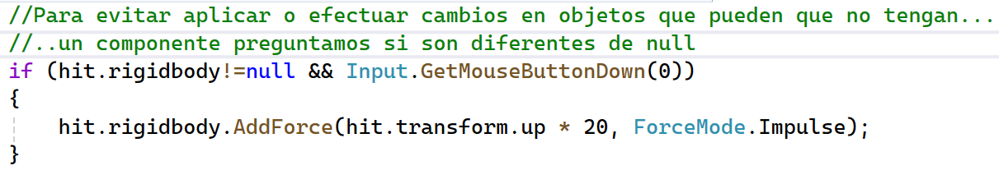 //Para evitar aplicar o efectuar cambios en objetos que pueden que no tengan...
//..un componente preguntamos si son diferentes de null
if (hit.rigidbody!=null && Input.GetMouseButtonDown(0))
{
    hit.rigidbody.AddForce(hit.transform.up * 20, ForceMode.Impulse);
}